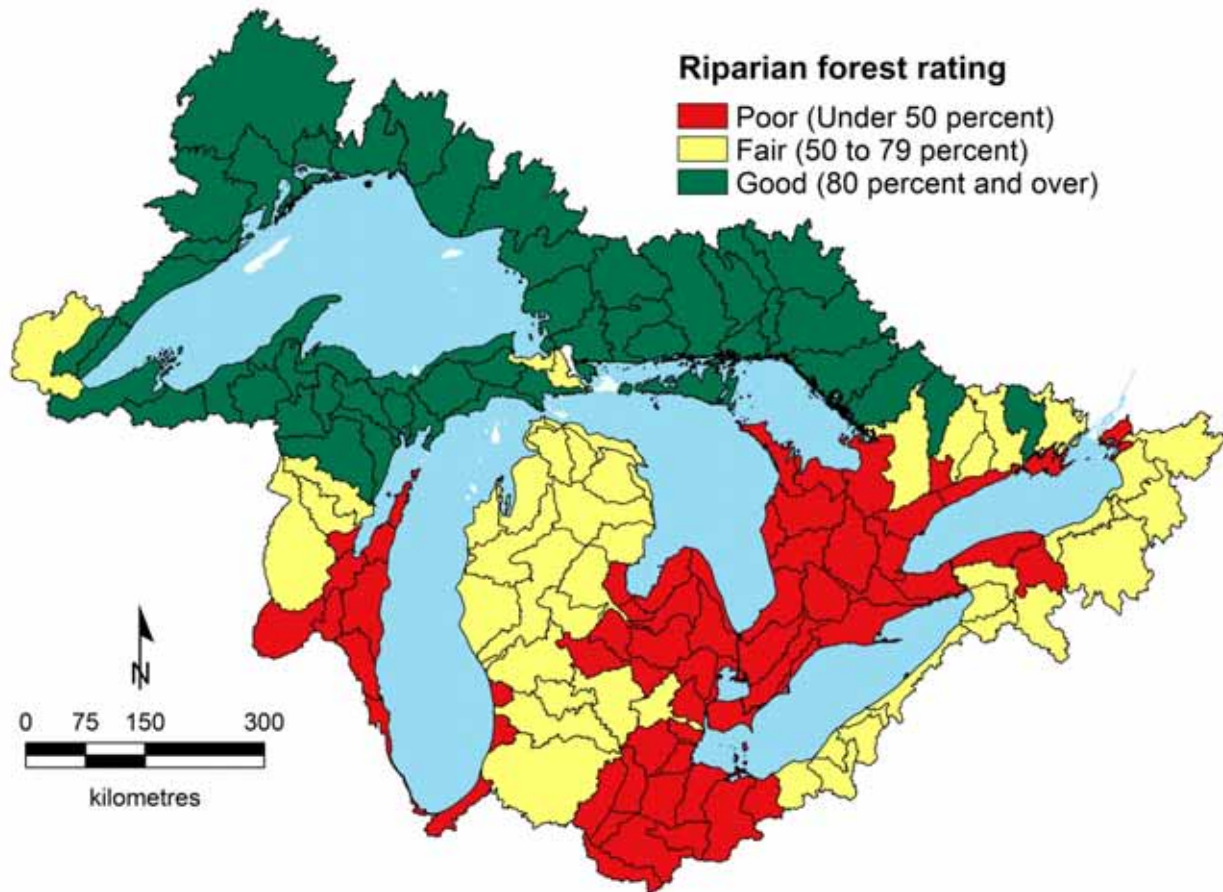 Riparian forest rating
Poor (Under 50 percent)
Fair (50 to 79 percent)
Good (80 percent and over)
N
0 75 150 300
kilometres